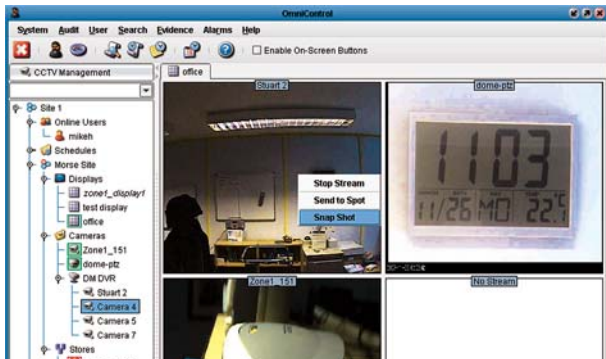 OmniControl
System Audit User Search Evidence Alarms Help
Enable On-Screen Buttons
CCTV Management
office
Site 1
Online Users
mikeh
Schedules
Morse Site
Displays
zone1_display1
test display
office
Cameras
Zone1_151
dome-ptz
DM DVR
Stuart 2
Camera 4
Camera 5
Camera 7
Stores
Stuart 2
Stop Stream
Send to Spot
Snap Shot
dome-ptz
1103
11/26 MO 22.1 °C
Zone1_151
No Stream